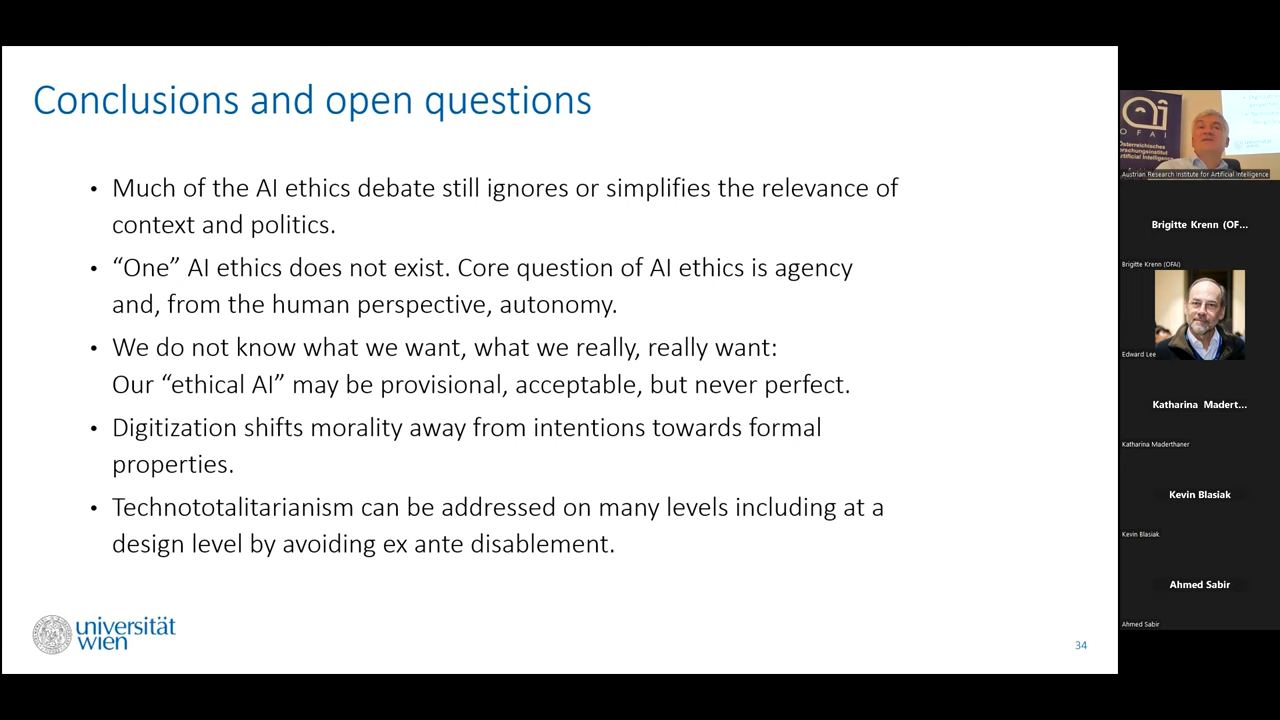 Conclusions and open questions
• Much of the AI ethics debate still ignores or simplifies the relevance of
context and politics.
• “One” AI ethics does not exist. Core question of AI ethics is agency
and, from the human perspective, autonomy.
• We do not know what we want, what we really, really want:
Our “ethical AI” may be provisional, acceptable, but never perfect.
• Digitization shifts morality away from intentions towards formal
properties.
• Technototalitarianism can be addressed on many levels including at a
design level by avoiding ex ante disablement.
universität
wien
34
OFAI
Österreichisches
Forschungsinstitut
Artificial Intelligence
Austrian Research Institute for Artificial Intelligence
Brigitte Krenn (OF...
Brigitte Krenn (OFAI)
Edward Lee
Katharina Madert...
Katharina Maderthaner
Kevin Blasiak
Kevin Blasiak
Ahmed Sabir
Ahmed Sabir